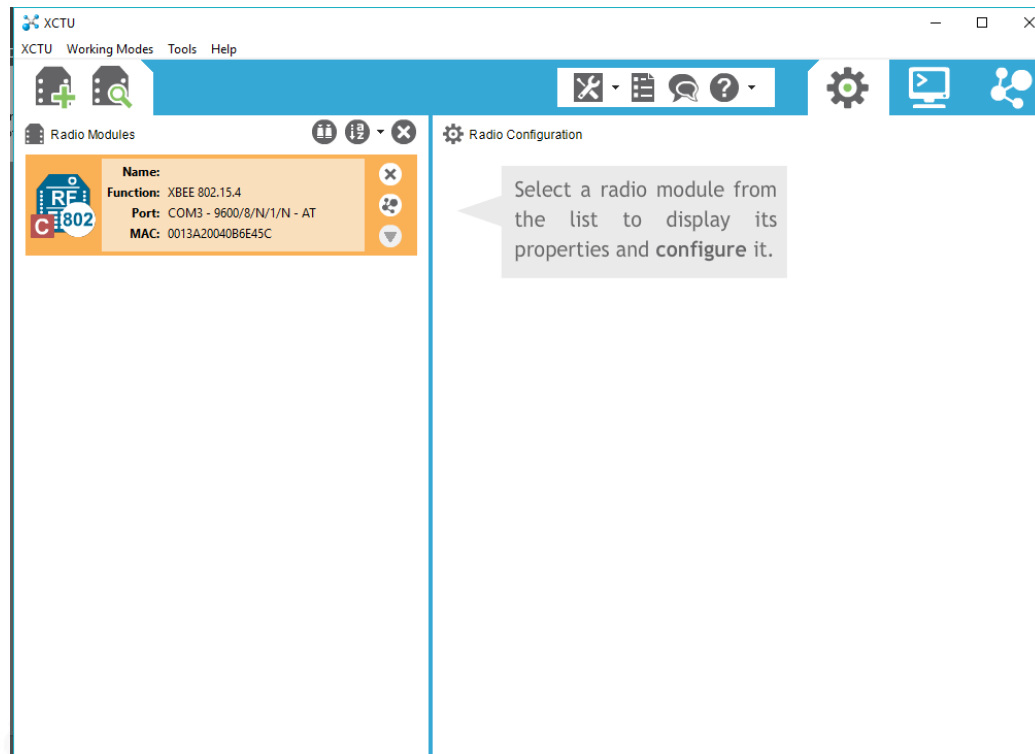 XCTU
XCTU Working Modes Tools Help
Radio Modules
Radio Configuration
Name:
Function: XBEE 802.15.4
Port: COM3 - 9600/8/N/1/N - AT
MAC: 0013A20040B6E45C
RF
C 802
Select a radio module from
the list to display its
properties and configure it.